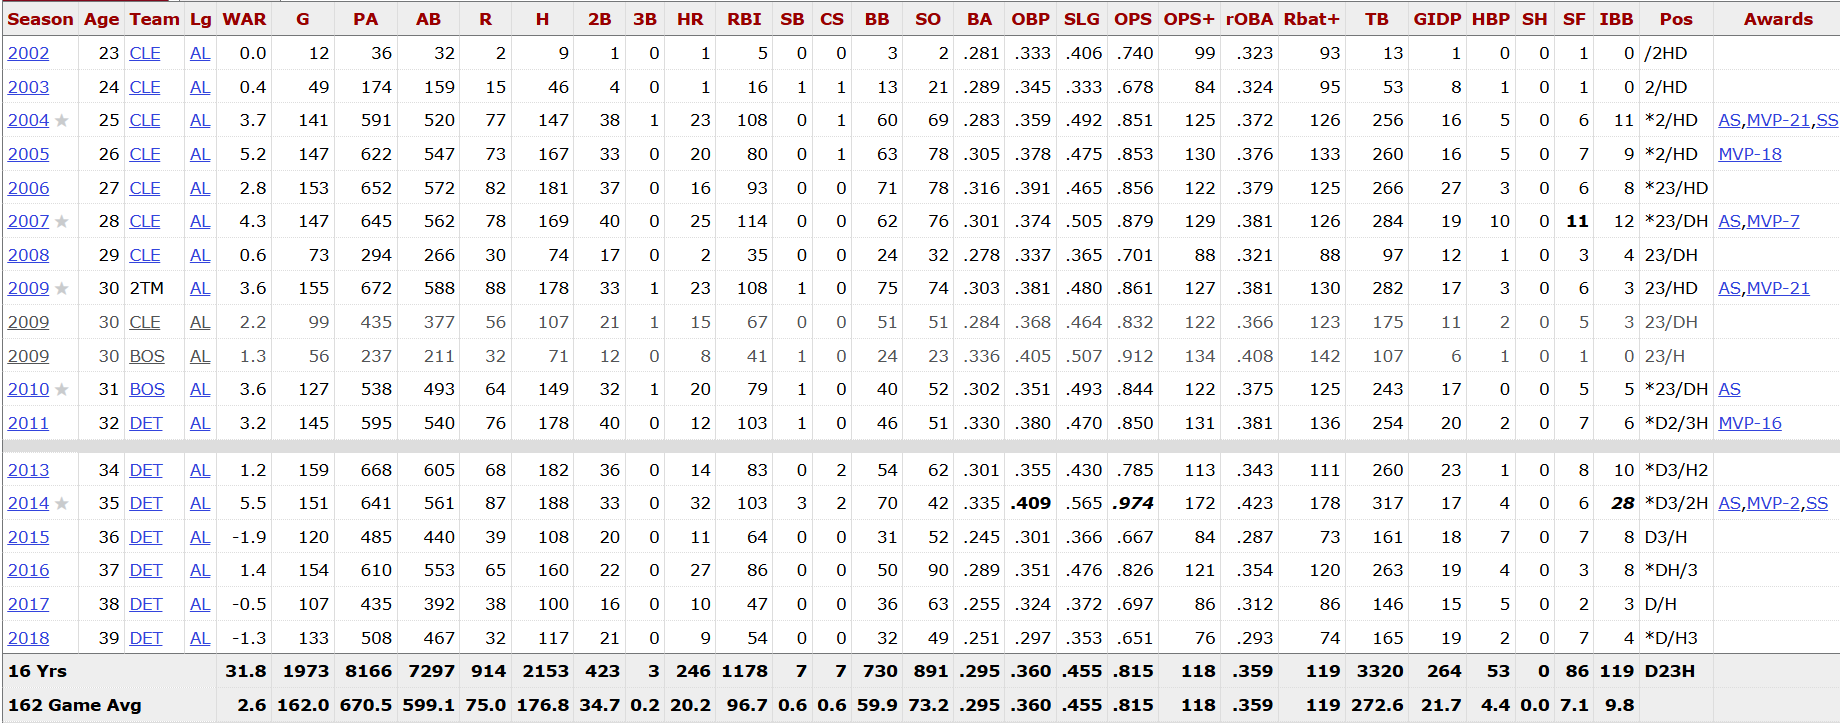 Season Age Team Lg WAR G PA AB R H 2B 3B HR RBI SB CS BB SO BA OBP SLG OPS OPS+ rOBA Rbat+ TB GIDP HBP SH SF IBB Pos Awards
2002 23 CLE AL 0.0 12 36 32 2 9 1 0 1 5 0 0 3 2 .281 .333 .406 .740 99 .323 93 13 1 0 0 1 0 /2HD
2003 24 CLE AL 0.4 49 174 159 15 46 4 0 1 16 1 1 13 21 .289 .345 .333 .678 84 .324 95 53 8 1 0 1 0 2/HD
2004 ★ 25 CLE AL 3.7 141 591 520 77 147 38 1 23 108 0 1 60 69 .283 .359 .492 .851 125 .372 126 256 16 5 0 6 11 *2/HD AS,MVP-21,SS
2005 26 CLE AL 5.2 147 622 547 73 167 33 0 20 80 0 1 63 78 .305 .378 .475 .853 130 .376 133 260 16 5 0 7 9 *2/HD MVP-18
2006 27 CLE AL 2.8 153 652 572 82 181 37 0 16 93 0 0 71 78 .316 .391 .465 .856 122 .379 125 266 27 3 0 6 8 *23/HD
2007 ★ 28 CLE AL 4.3 147 645 562 78 169 40 0 25 114 0 0 62 76 .301 .374 .505 .879 129 .381 126 284 19 10 0 11 12 *23/DH AS,MVP-7
2008 29 CLE AL 0.6 73 294 266 30 74 17 0 2 35 0 0 24 32 .278 .337 .365 .701 88 .321 88 97 12 1 0 3 4 23/DH
2009 ★ 30 2TM AL 3.6 155 672 588 88 178 33 1 23 108 1 0 75 74 .303 .381 .480 .861 127 .381 130 282 17 3 0 6 3 23/HD AS,MVP-21
2009 30 CLE AL 2.2 99 435 377 56 107 21 1 15 67 0 0 51 51 .284 .368 .464 .832 122 .366 123 175 11 2 0 5 3 23/DH
2009 30 BOS AL 1.3 56 237 211 32 71 12 0 8 41 1 0 24 23 .336 .405 .507 .912 134 .408 142 107 6 1 0 1 0 23/H
2010 ★ 31 BOS AL 3.6 127 538 493 64 149 32 1 20 79 1 0 40 52 .302 .351 .493 .844 122 .375 125 243 17 0 0 5 5 *23/DH AS
2011 32 DET AL 3.2 145 595 540 76 178 40 0 12 103 1 0 46 51 .330 .380 .470 .850 131 .381 136 254 20 2 0 7 6 *D2/3H MVP-16
2013 34 DET AL 1.2 159 668 605 68 182 36 0 14 83 0 2 54 62 .301 .355 .430 .785 113 .343 111 260 23 1 0 8 10 *D3/H2
2014 ★ 35 DET AL 5.5 151 641 561 87 188 33 0 32 103 3 2 70 42 .335 .409 .565 .974 172 .423 178 317 17 4 0 6 28 *D3/2H AS,MVP-2,SS
2015 36 DET AL -1.9 120 485 440 39 108 20 0 11 64 0 0 31 52 .245 .301 .366 .667 84 .287 73 161 18 7 0 7 8 D3/H
2016 37 DET AL 1.4 154 610 553 65 160 22 0 27 86 0 0 50 90 .289 .351 .476 .826 121 .354 120 263 19 4 0 3 8 *DH/3
2017 38 DET AL -0.5 107 435 392 38 100 16 0 10 47 0 0 36 63 .255 .324 .372 .697 86 .312 86 146 15 5 0 2 3 D/H
2018 39 DET AL -1.3 133 508 467 32 117 21 0 9 54 0 0 32 49 .251 .297 .353 .651 76 .293 74 165 19 2 0 7 4 *D/H3
16 Yrs 31.8 1973 8166 7297 914 2153 423 3 246 1178 7 7 730 891 .295 .360 .455 .815 118 .359 119 3320 264 53 0 86 119 D23H
162 Game Avg 2.6 162.0 670.5 599.1 75.0 176.8 34.7 0.2 20.2 96.7 0.6 0.6 59.9 73.2 .295 .360 .455 .815 118 .359 119 272.6 21.7 4.4 0.0 7.1 9.8